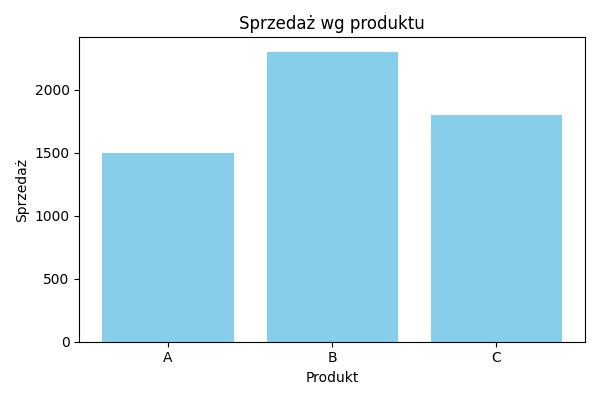 Sprzedaż wg produktu
Sprzedaż
2000
1500
1000
500
0
A B C
Produkt